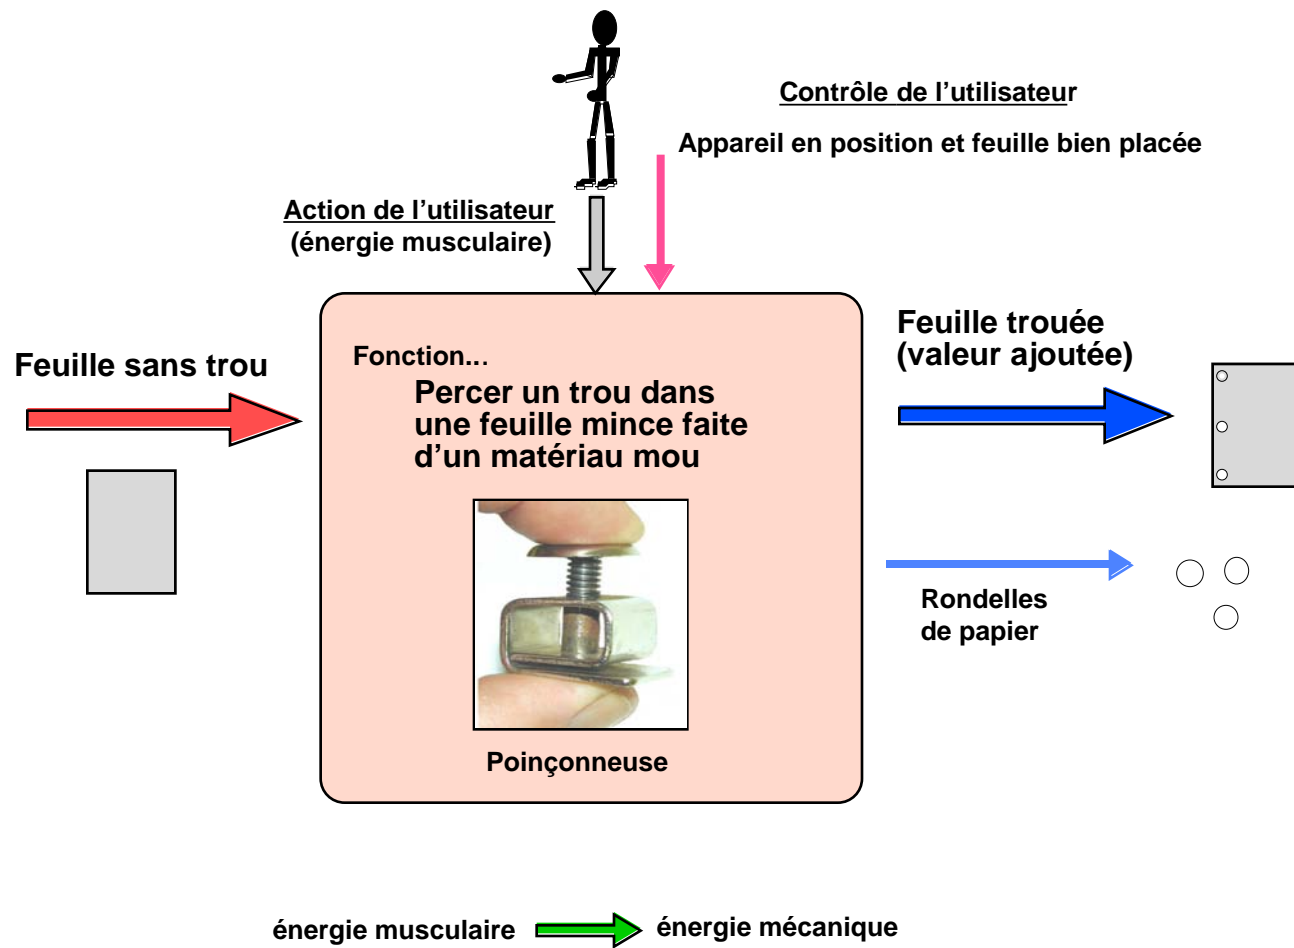 Contrôle de l’utilisateur
Appareil en position et feuille bien placée
Action de l’utilisateur
(énergie musculaire)
Feuille sans trou
Fonction...
Percer un trou dans
une feuille mince faite
d’un matériau mou
Poinçonneuse
Feuille trouée
(valeur ajoutée)
Rondelles
de papier
énergie musculaire
énergie mécanique